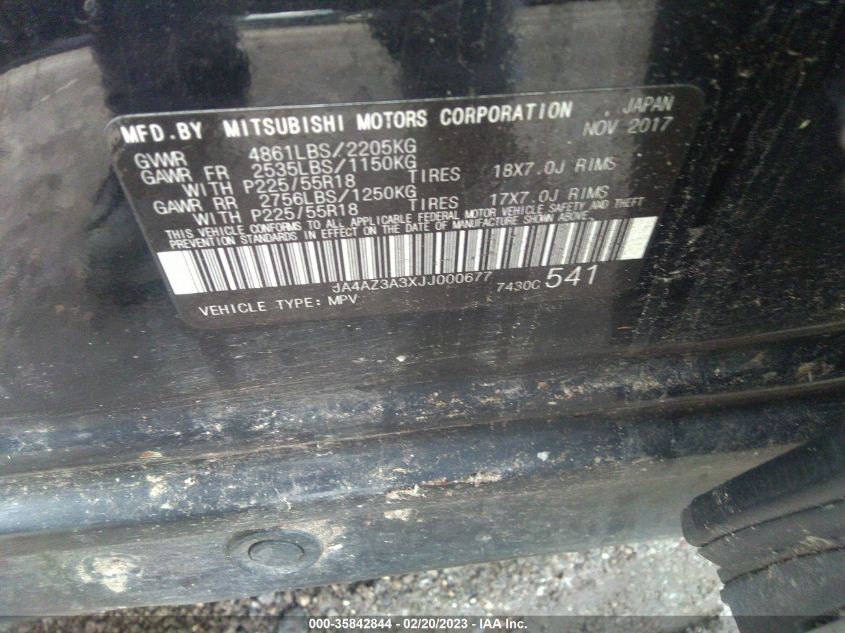 MFD.BY MITSUBISHI MOTORS CORPORATION JAPAN
NOV 2017
GVWR 4861LBS/2205KG
GAWR FR 2535LBS/1150KG
WITH P225/55R18 TIRES 18X7.0J RIMS
GAWR RR 2756LBS/1250KG
WITH P225/55R18 TIRES 17X7.0J RIMS
THIS VEHICLE CONFORMS TO ALL APPLICABLE FEDERAL MOTOR VEHICLE SAFETY AND THEFT
PREVENTION STANDARDS IN EFFECT ON THE DATE OF MANUFACTURE SHOWN ABOVE.
JA4AZ3A3XJJ000677 7430C 541
VEHICLE TYPE: MPV
000-35842844 - 02/20/2023 - IAAI.com